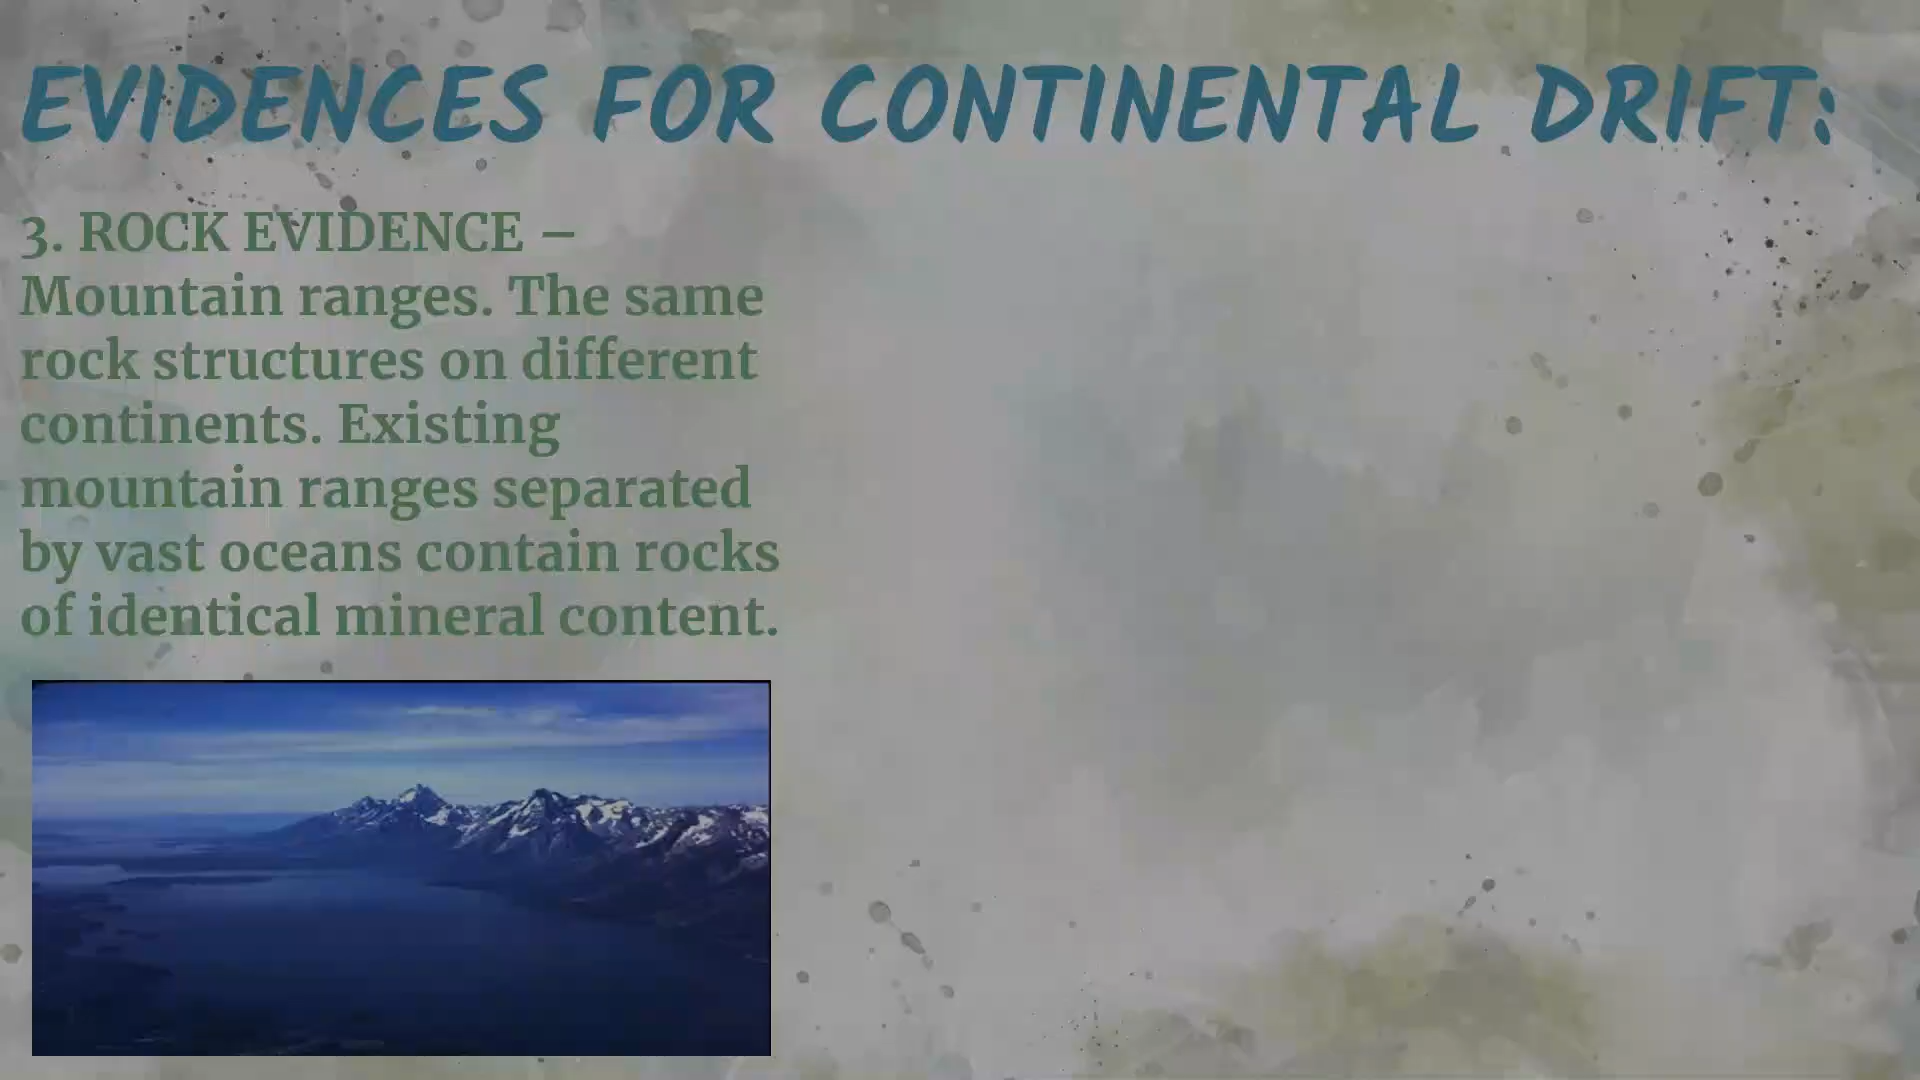 EVIDENCES FOR CONTINENTAL DRIFT:
3. ROCK EVIDENCE –
Mountain ranges. The same
rock structures on different
continents. Existing
mountain ranges separated
by vast oceans contain rocks
of identical mineral content.